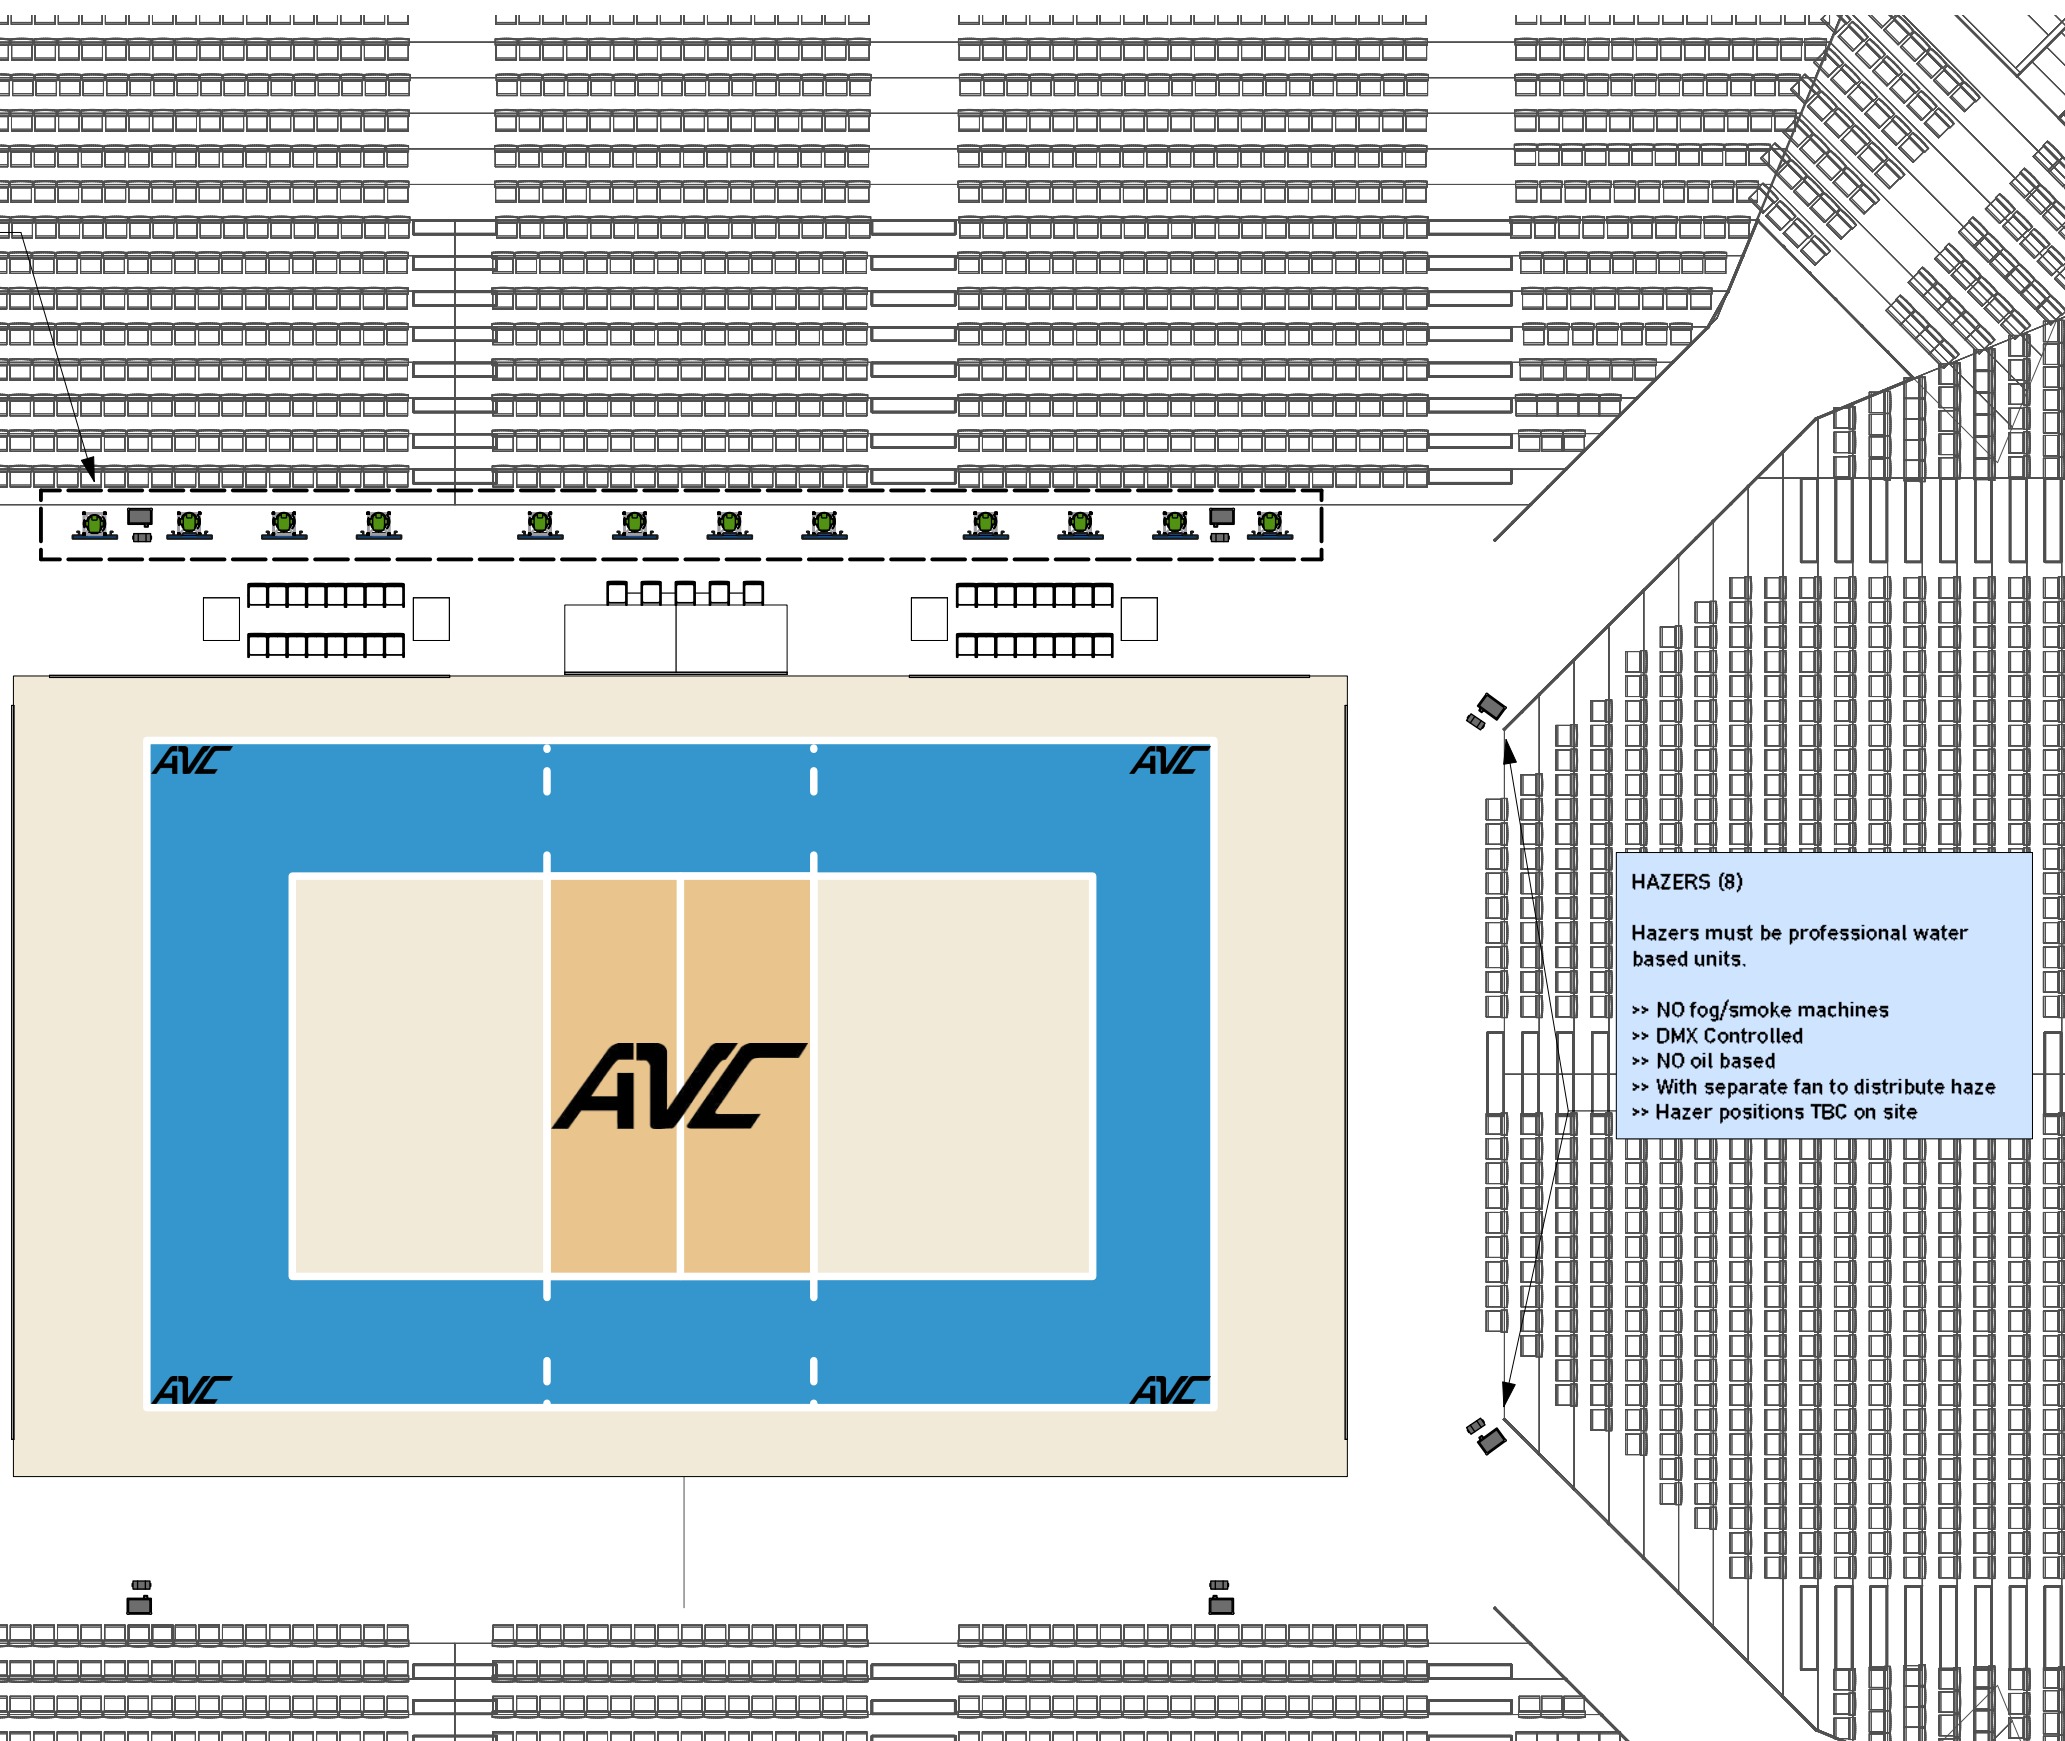 AVC
AVC
HAZERS (8)
Hazers must be professional water
based units.
>> NO fog/smoke machines
>> DMX Controlled
>> NO oil based
>> With separate fan to distribute haze
>> Hazer positions TBC on site
AVC
AVC
AVC